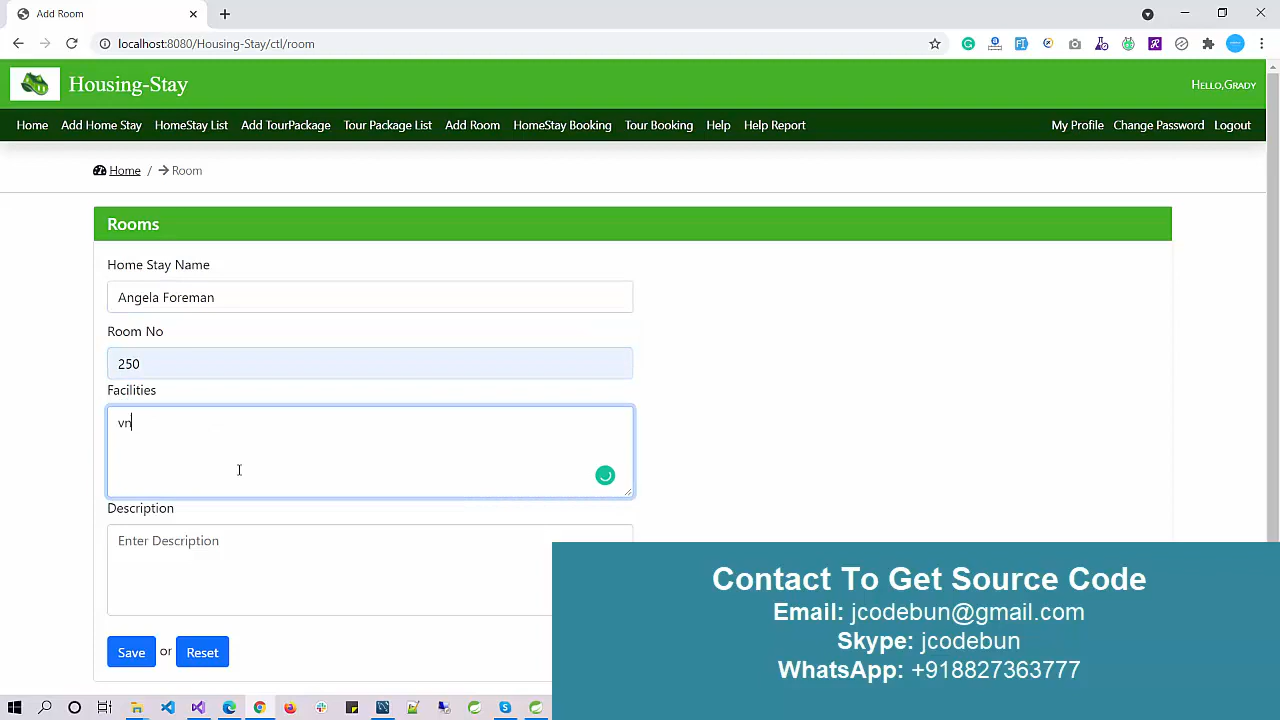 Add Room
localhost:8080/Housing-Stay/ctl/room
Housing-Stay
Hello,Grady
Home Add Home Stay HomeStay List Add TourPackage Tour Package List Add Room HomeStay Booking Tour Booking Help Help Report My Profile Change Password Logout
Home / Room
Rooms
Home Stay Name
Angela Foreman
Room No
250
Facilities
vn
Description
Enter Description
Save or Reset
Contact To Get Source Code
Email: jcodebun@gmail.com
Skype: jcodebun
WhatsApp: +918827363777